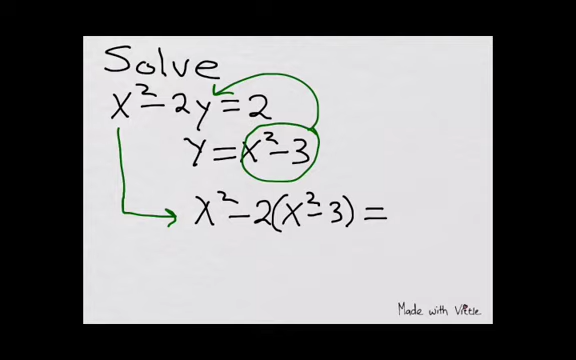 Solve
x²-2y=2
y=x²-3
x²-2(x²-3)=
Made with Vittle